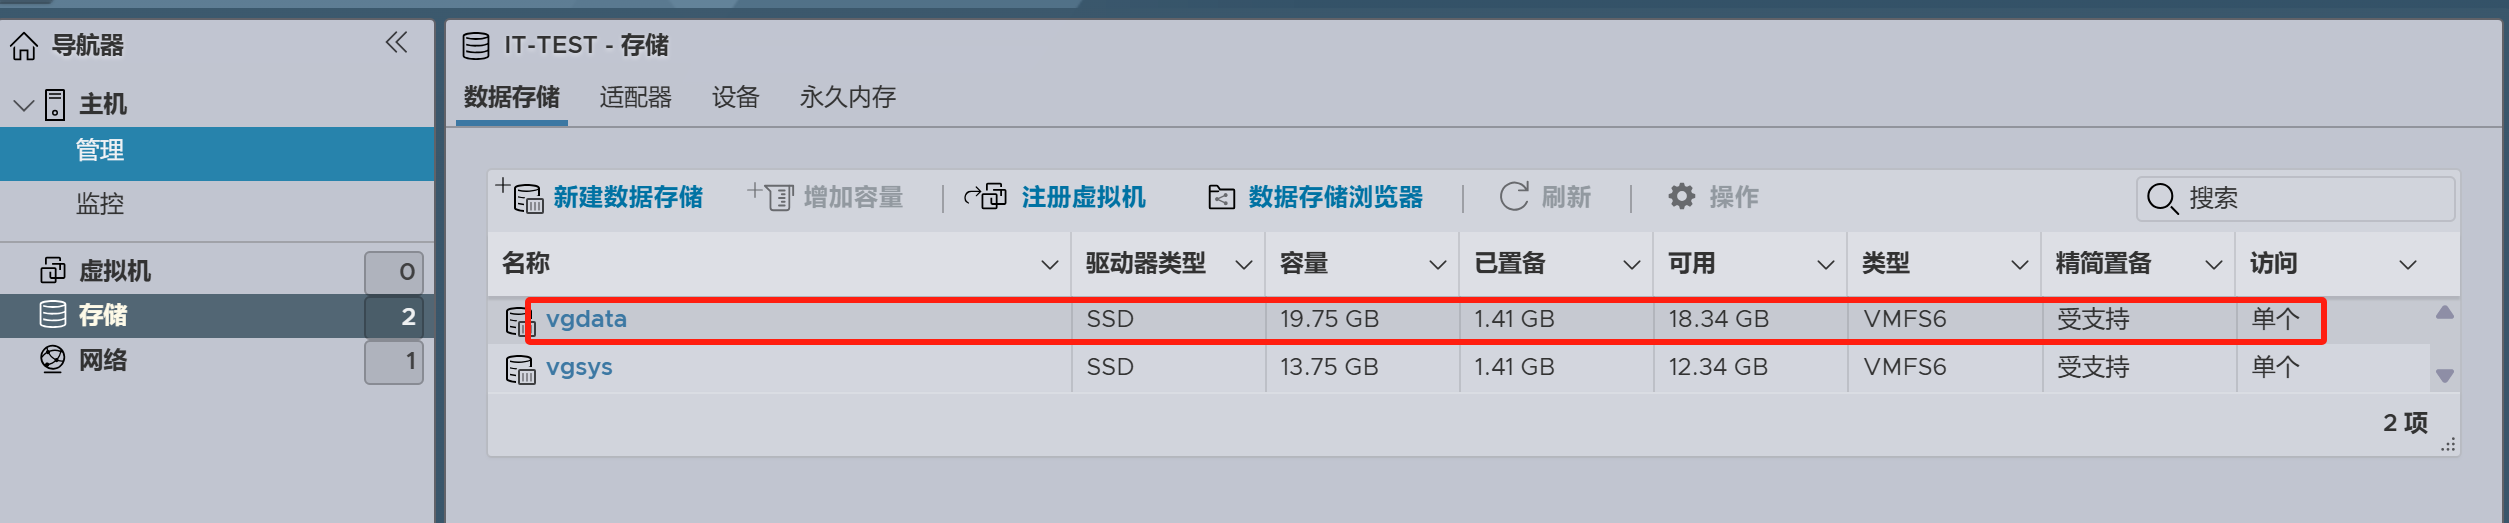 导航器
主机
管理
监控
虚拟机 0
存储 2
网络 1
IT-TEST - 存储
数据存储 适配器 设备 永久内存
新建数据存储 增加容量 | 注册虚拟机 数据存储浏览器 | 刷新 | 操作 搜索
名称 驱动器类型 容量 已置备 可用 类型 精简置备 访问
vgdata SSD 19.75 GB 1.41 GB 18.34 GB VMFS6 受支持 单个
vgsys SSD 13.75 GB 1.41 GB 12.34 GB VMFS6 受支持 单个
2 项